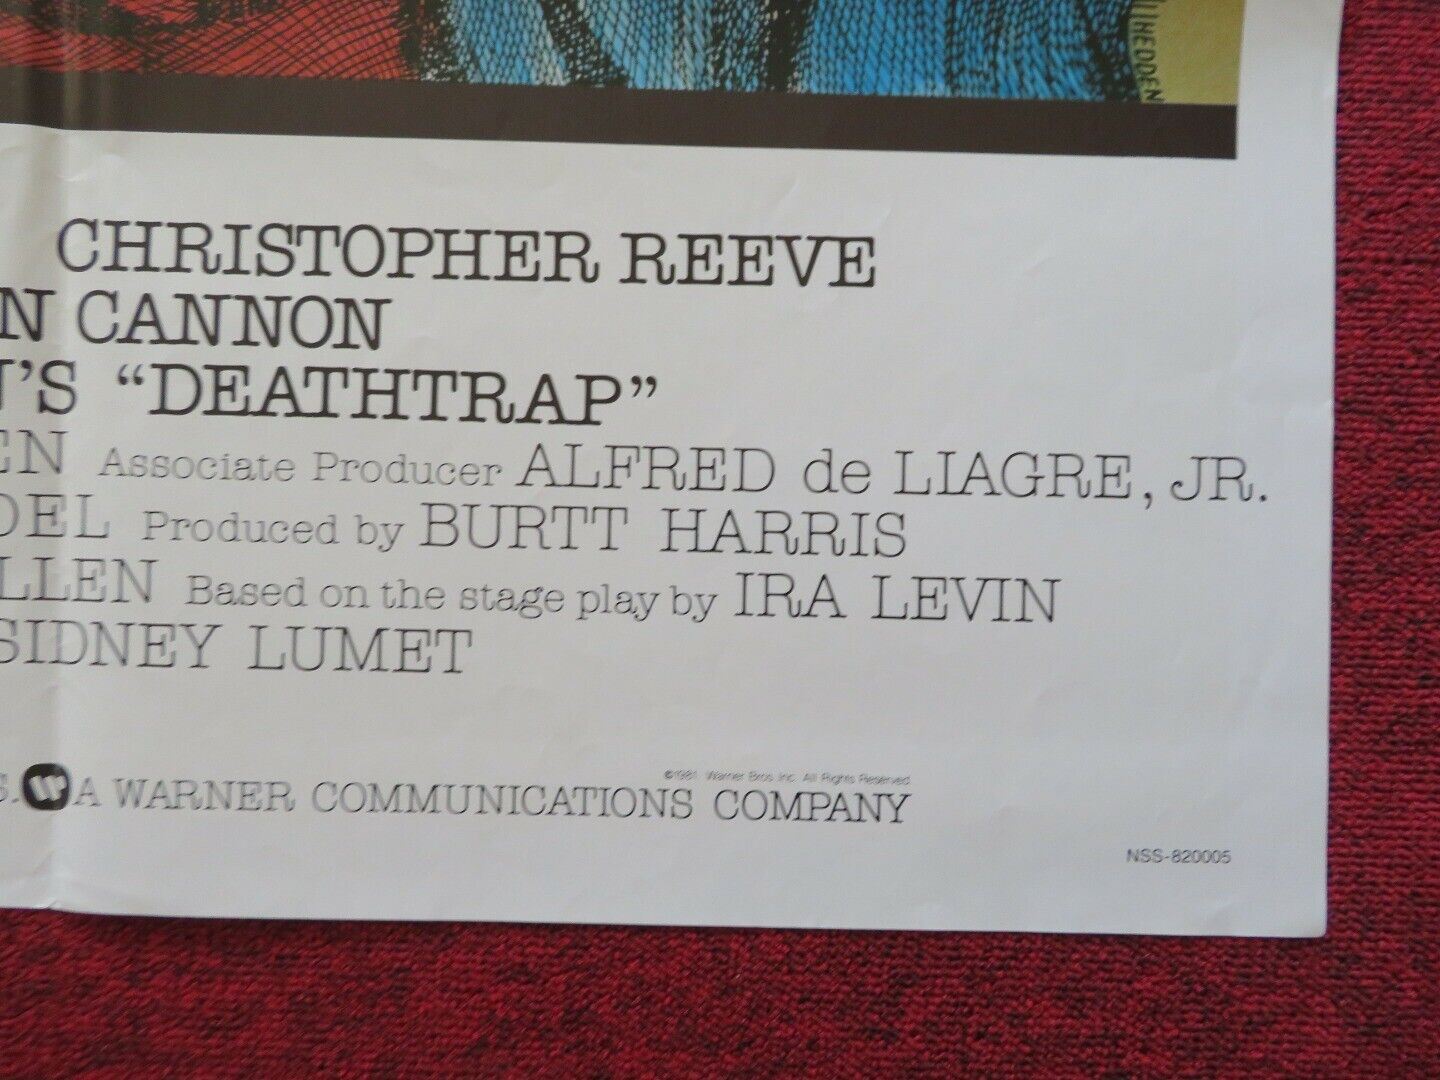 HEDDEN
CHRISTOPHER REEVE
N CANNON
'S “DEATHTRAP”
EN Associate Producer ALFRED de LIAGRE, JR.
DEL Produced by BURTT HARRIS
LLEN Based on the stage play by IRA LEVIN
SIDNEY LUMET
©1981 Warner Bros Inc. All Rights Reserved.
S. A WARNER COMMUNICATIONS COMPANY
NSS-820005